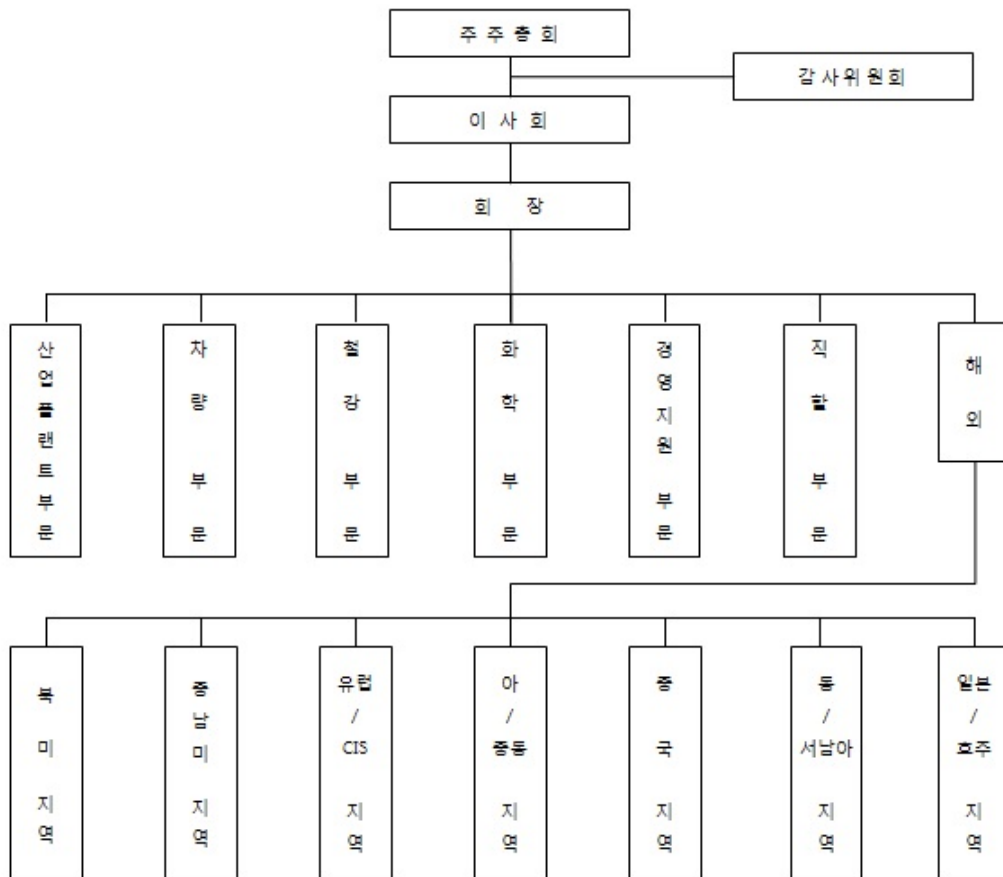 주주총회
감사위원회
이사회
회 장
산업플랜트부문
차량 부문
철강 부문
화학 부문
경영지원 부문
직할 부문
해외
북미 지역
중남미 지역
유럽 / CIS 지역
아 / 중동 지역
중국 지역
동 / 서남아 지역
일본 / 호주 지역